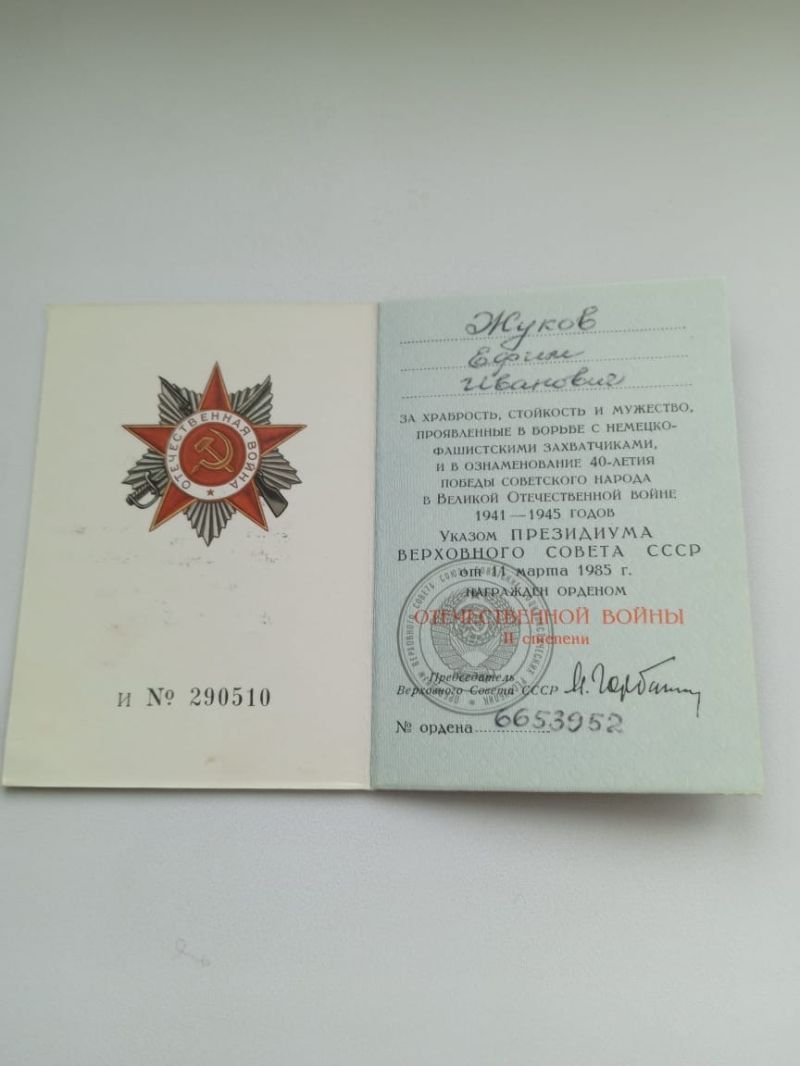 ОТЕЧЕСТВЕННАЯ ВОЙНА
И № 290510
Жуков
Ефим
Иванович
ЗА ХРАБРОСТЬ, СТОЙКОСТЬ И МУЖЕСТВО,
ПРОЯВЛЕННЫЕ В БОРЬБЕ С НЕМЕЦКО-
ФАШИСТСКИМИ ЗАХВАТЧИКАМИ,
И В ОЗНАМЕНОВАНИЕ 40-ЛЕТИЯ
ПОБЕДЫ СОВЕТСКОГО НАРОДА
В ВЕЛИКОЙ ОТЕЧЕСТВЕННОЙ ВОЙНЕ
1941—1945 ГОДОВ
УКАЗОМ ПРЕЗИДИУМА
ВЕРХОВНОГО СОВЕТА СССР
от 11 марта 1985 г.
НАГРАЖДЕН ОРДЕНОМ
ОТЕЧЕСТВЕННОЙ ВОЙНЫ
II степени
Председатель
Верховного Совета СССР
№ ордена 6653952